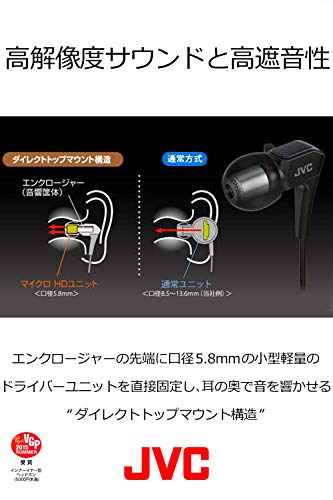 高解像度サウンドと高遮音性
ダイレクトトップマウント構造
通常方式
エンクロージャー
(音響筐体)
マイクロ HDユニット
<口径5.8mm>
通常ユニット
<口径8.5～13.6mm(当社例)>
JVC
エンクロージャーの先端に口径5.8mmの小型軽量の
ドライバーユニットを直接固定し、耳の奥で音を響かせる
“ダイレクトトップマウント構造”
VGP
2015
SUMMER
受賞
インナーイヤー型
ヘッドホン
(5000円未満)
JVC